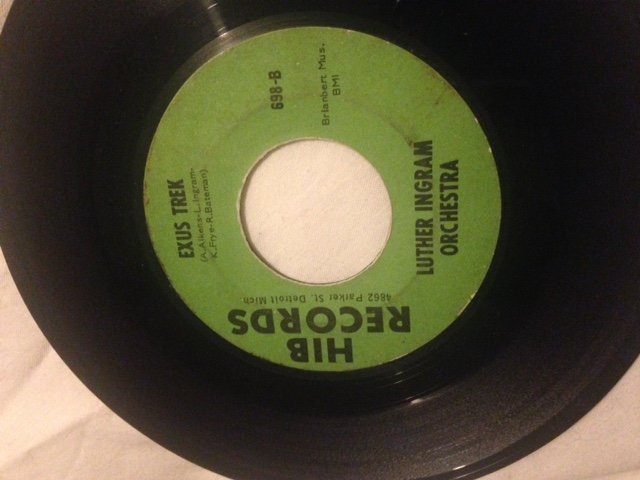 HIB
RECORDS
4862 Parker St. Detroit Mich.
698-B
Brianbert Mus.
BMI
EXUS TREK
(A.Aikens-L.Ingram-
K.Frye-R.Bateman)
LUTHER INGRAM
ORCHESTRA